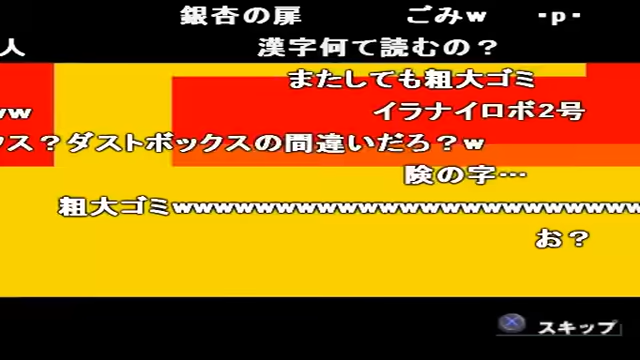 銀杏の扉 ごみw ・p・
人 漢字何て読むの？
またしても粗大ゴミ
ww イラナイロボ2号
クス？ダストボックスの間違いだろ？w
険の字…
粗大ゴミwwwwwwwwwwwwwwwwwwwwwwww
お？
スキップ